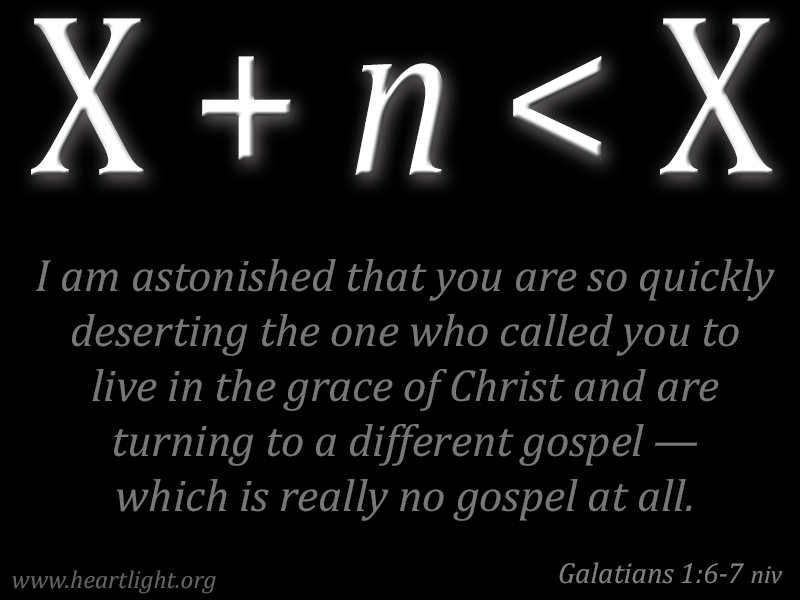 X + n < X
I am astonished that you are so quickly
deserting the one who called you to
live in the grace of Christ and are
turning to a different gospel —
which is really no gospel at all.
www.heartlight.org
Galatians 1:6-7 NIV